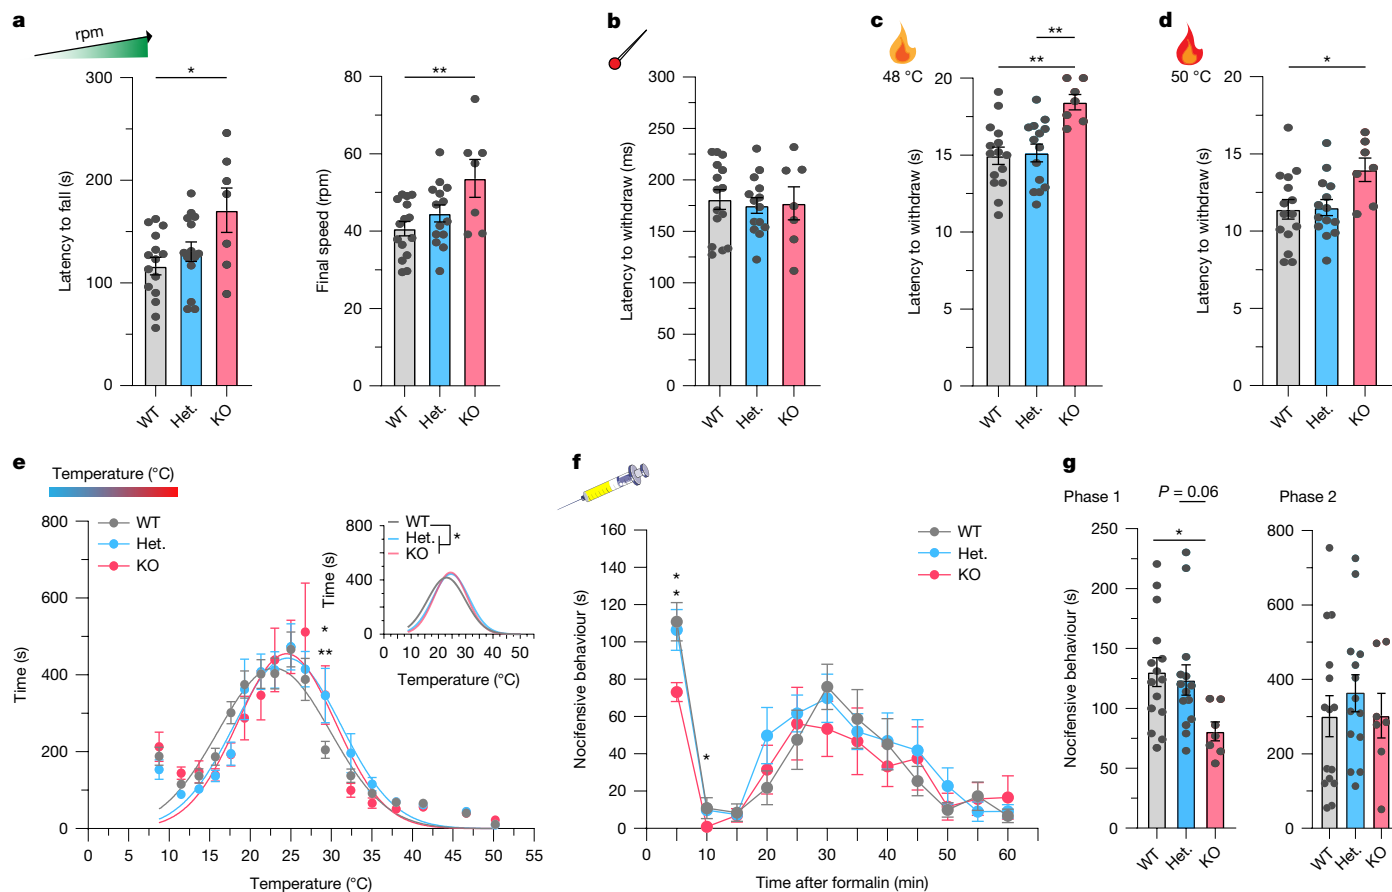 a
rpm
Latency to fall (s)
300
200
100
0
*
WT
Het.
KO
Final speed (rpm)
80
60
40
20
0
**
WT
Het.
KO
b
Latency to withdraw (ms)
300
250
200
150
100
50
0
WT
Het.
KO
c
48 °C
**
**
Latency to withdraw (s)
20
15
10
5
0
WT
Het.
KO
d
50 °C
*
Latency to withdraw (s)
20
15
10
5
0
WT
Het.
KO
e
Temperature (°C)
WT
Het.
KO
Time (s)
800
600
400
200
0
0 5 10 15 20 25 30 35 40 45 50 55
Temperature (°C)
*
**
WT
Het.
KO
*
Time (s)
800
400
0
0 10 20 30 40 50
Temperature (°C)
f
WT
Het.
KO
Nocifensive behaviour (s)
160
140
120
100
80
60
40
20
0
*
*
*
0 10 20 30 40 50 60
Time after formalin (min)
g
Phase 1
P = 0.06
*
Nocifensive behaviour (s)
250
200
150
100
50
0
WT
Het.
KO
Phase 2
800
600
400
200
0
WT
Het.
KO